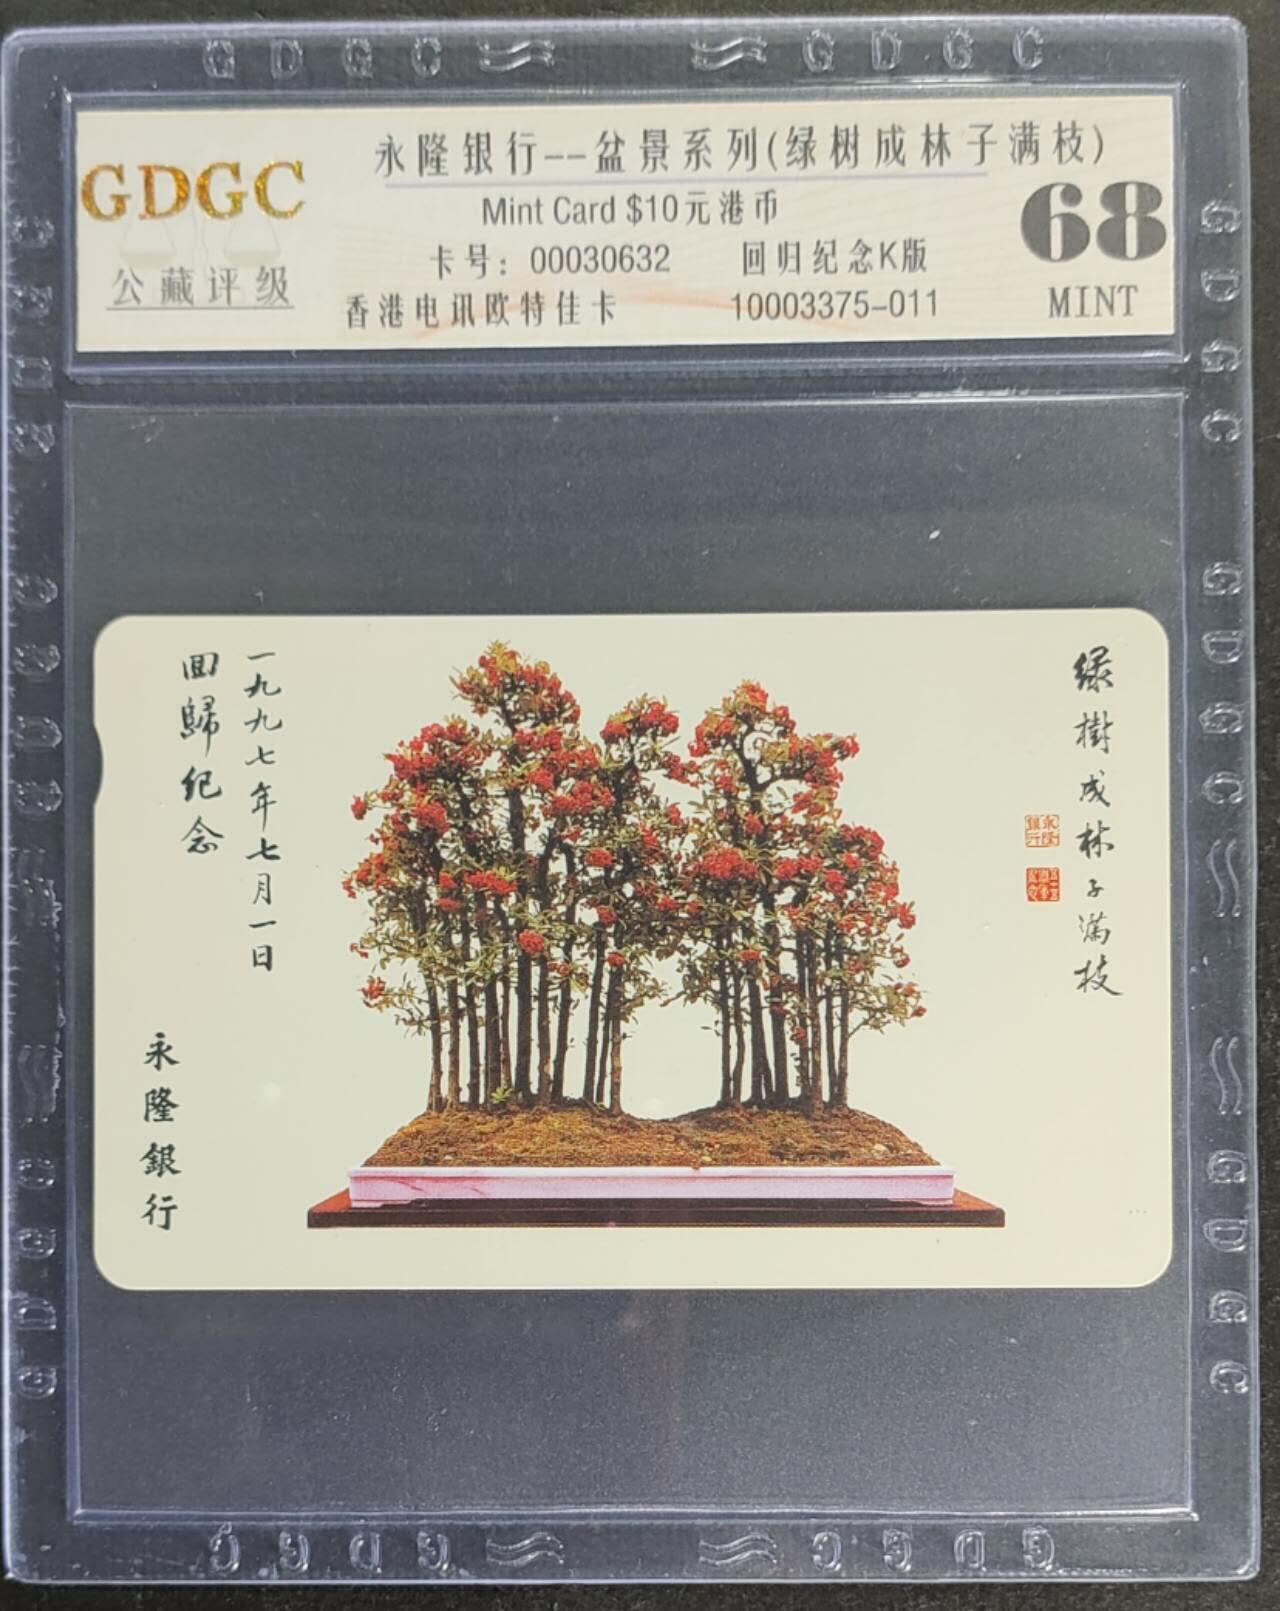 GDGC GDGC
GDGC
公藏评级
永隆银行--盆景系列(绿树成林子满枝)
Mint Card $10元港币
卡号：00030632 回归纪念K版
香港电讯欧特佳卡 10003375-011
68
MINT
綠樹成林子滿枝
一九九七年七月一日
回歸紀念
永隆銀行